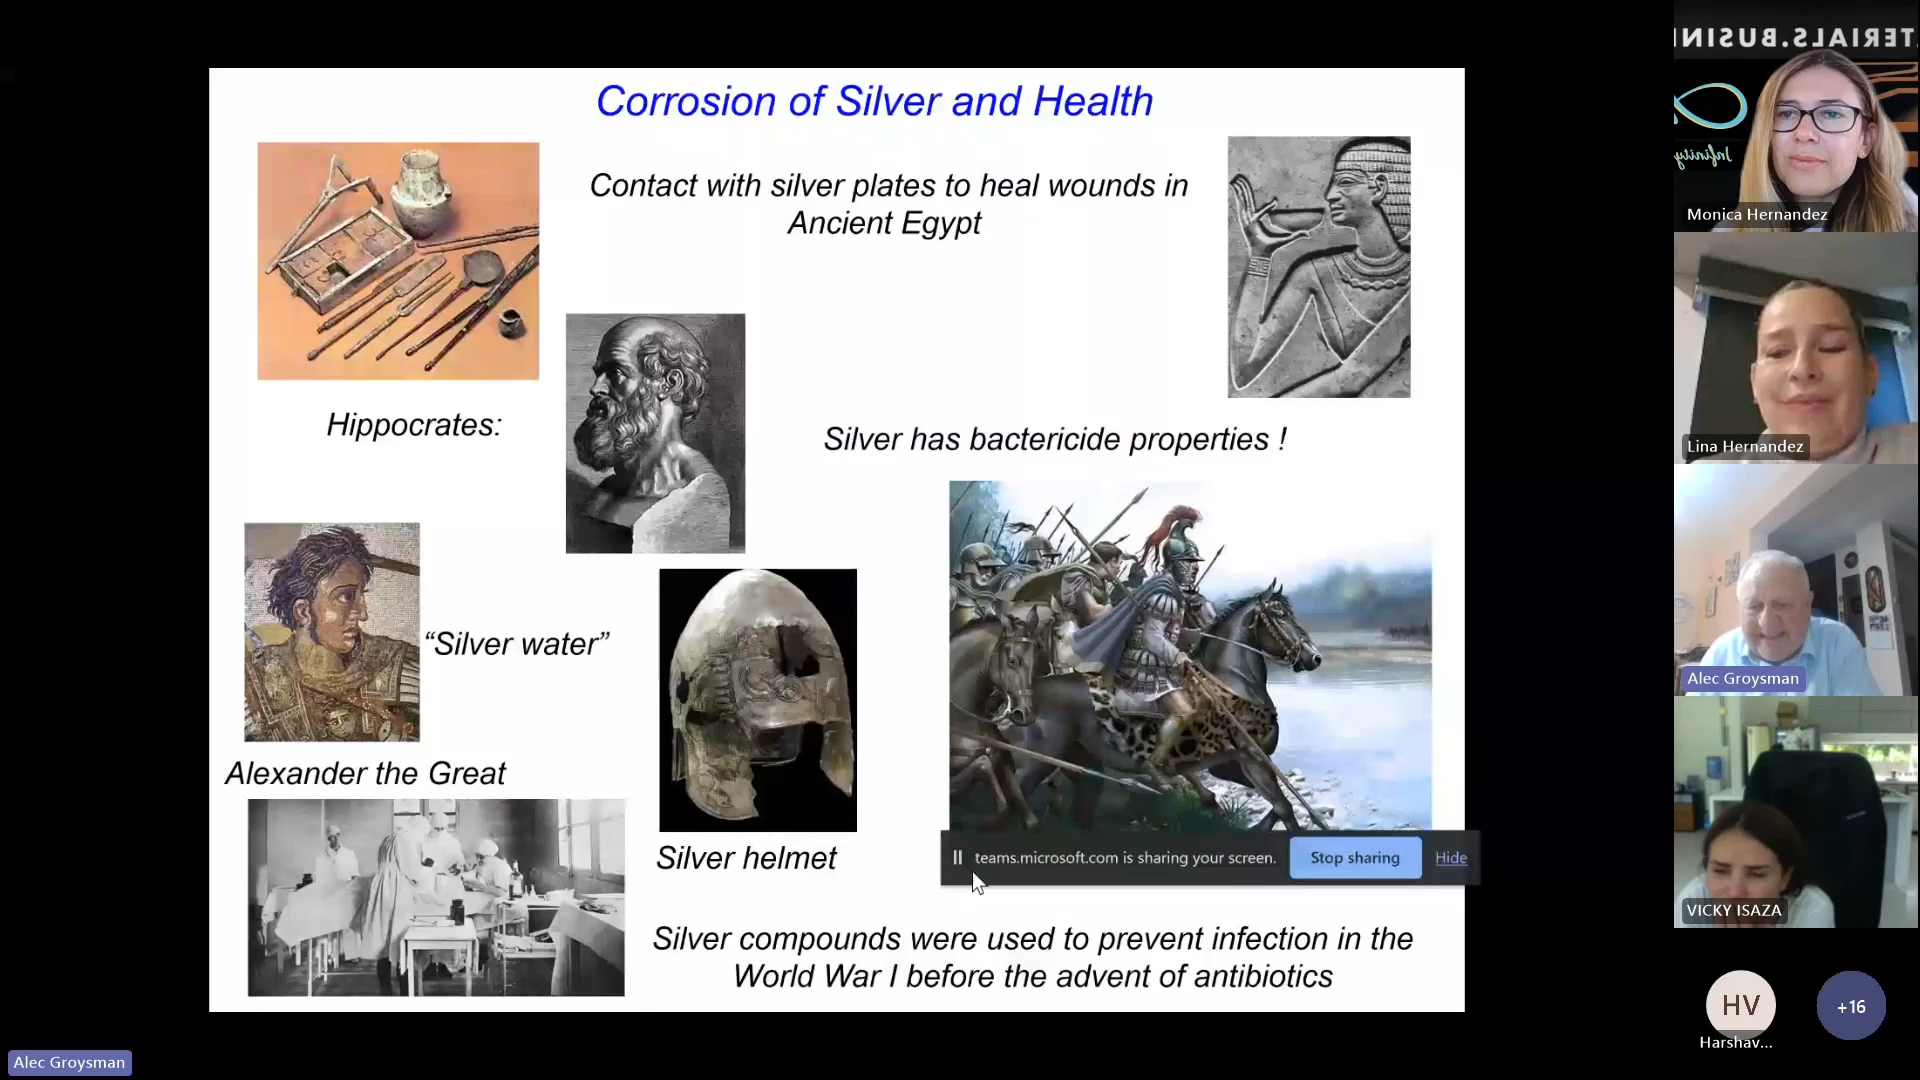 Corrosion of Silver and Health
Contact with silver plates to heal wounds in
Ancient Egypt
Hippocrates:
Silver has bactericide properties !
“Silver water”
Alexander the Great
Silver helmet
teams.microsoft.com is sharing your screen.
Stop sharing
Hide
Silver compounds were used to prevent infection in the
World War I before the advent of antibiotics
Alec Groysman
TERIALS.BUSINE
Infinity
Monica Hernandez
Lina Hernandez
Alec Groysman
VICKY ISAZA
HV
Harshav...
+16